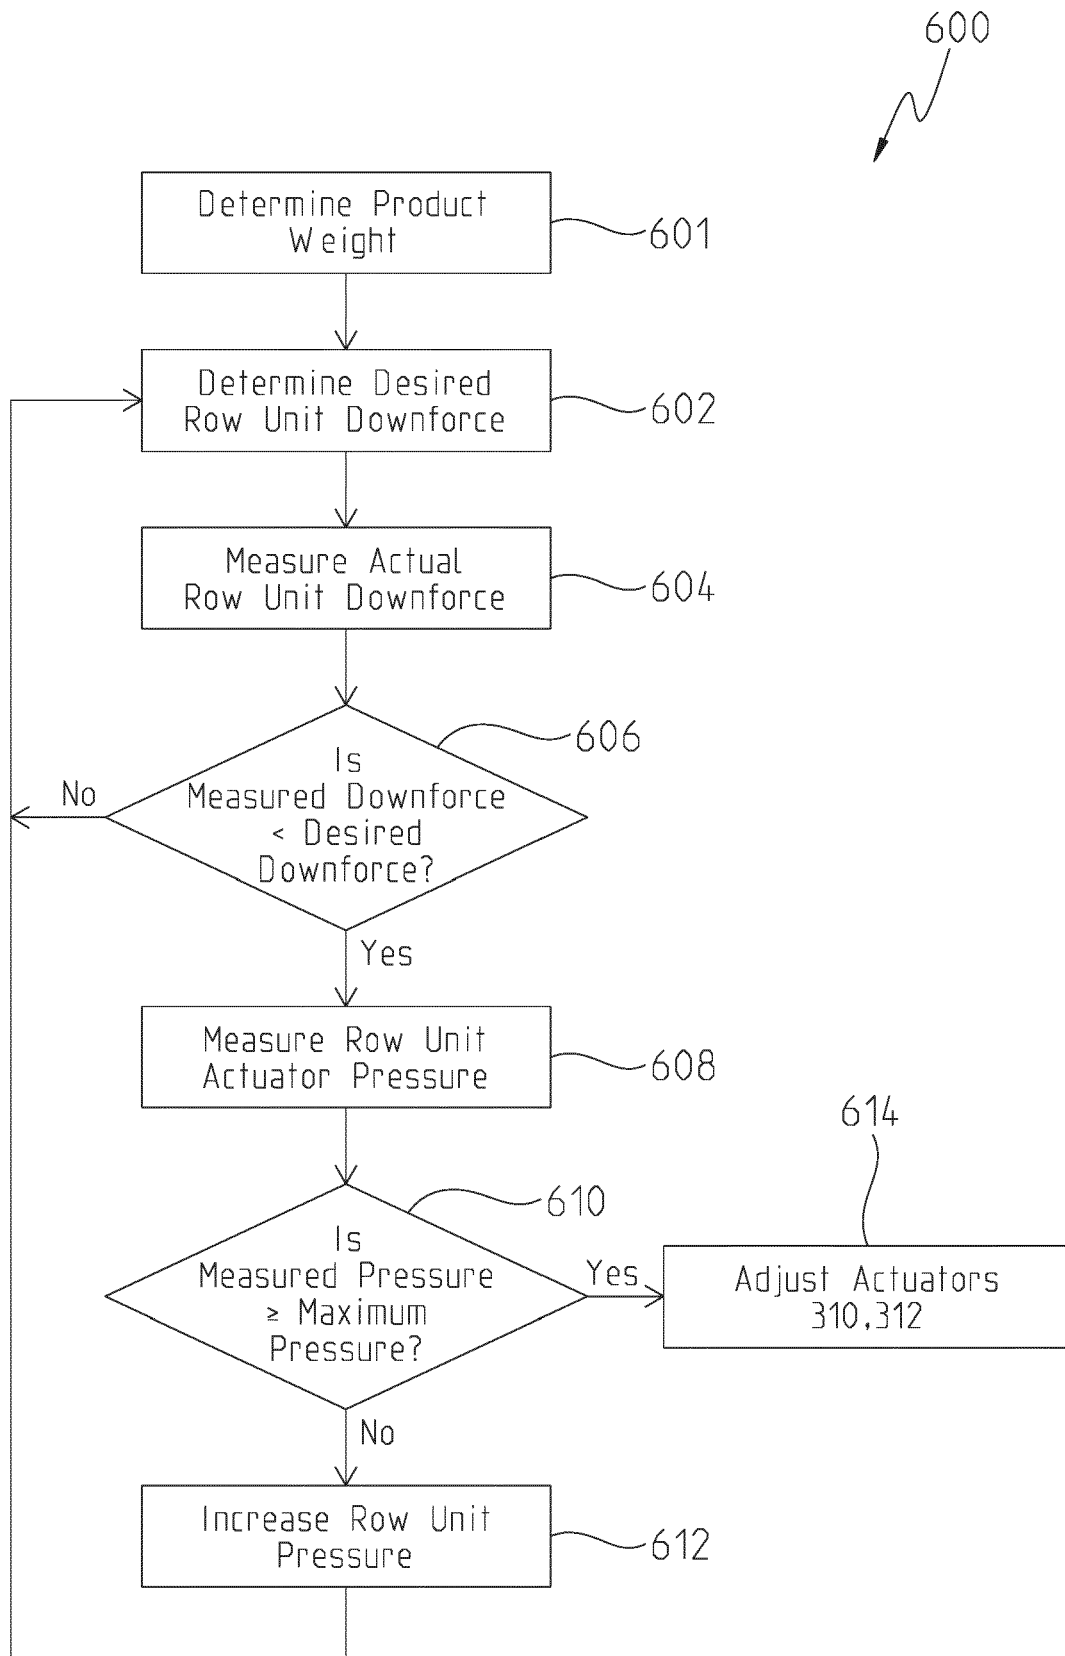 600
Determine Product
Weight
601
Determine Desired
Row Unit Downforce
602
Measure Actual
Row Unit Downforce
604
606
Is
Measured Downforce
< Desired
Downforce?
No
Yes
Measure Row Unit
Actuator Pressure
608
614
610
Is
Measured Pressure
≥ Maximum
Pressure?
Yes
Adjust Actuators
310,312
No
Increase Row Unit
Pressure
612